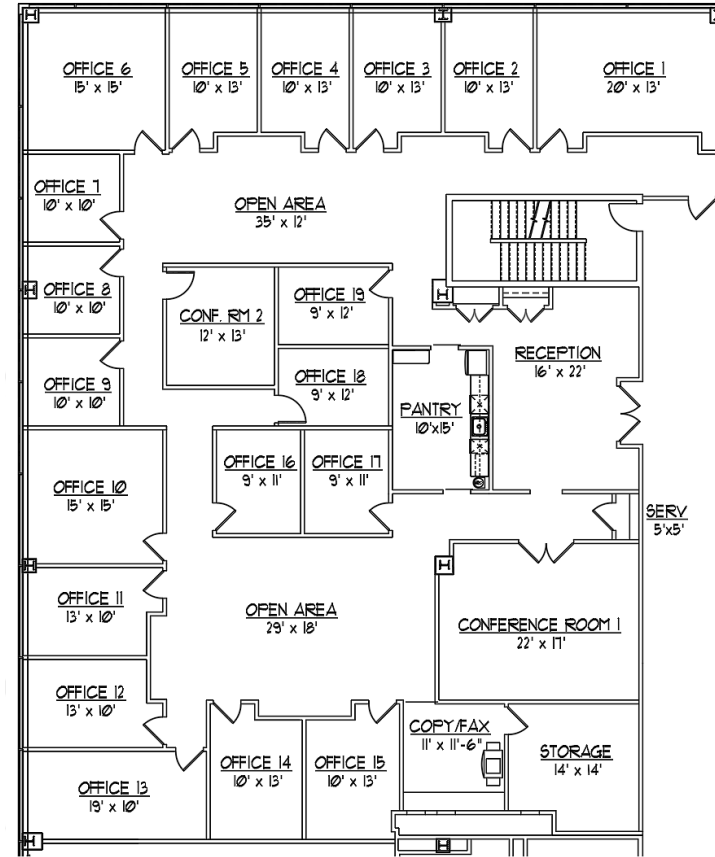 OFFICE 6
15' x 15'
OFFICE 5
10' x 13'
OFFICE 4
10' x 13'
OFFICE 3
10' x 13'
OFFICE 2
10' x 13'
OFFICE 1
20' x 13'
OFFICE 7
10' x 10'
OPEN AREA
35' x 12'
OFFICE 8
10' x 10'
CONF. RM 2
12' x 13'
OFFICE 19
9' x 12'
RECEPTION
16' x 22'
OFFICE 9
10' x 10'
OFFICE 18
9' x 12'
PANTRY
10'x15'
OFFICE 10
15' x 15'
OFFICE 16
9' x 11'
OFFICE 17
9' x 11'
SERV
5'x5'
OFFICE 11
13' x 10'
OPEN AREA
29' x 18'
CONFERENCE ROOM 1
22' x 17'
OFFICE 12
13' x 10'
OFFICE 13
19' x 10'
OFFICE 14
10' x 13'
OFFICE 15
10' x 13'
COPY/FAX
11' x 11'-6"
STORAGE
14' x 14'